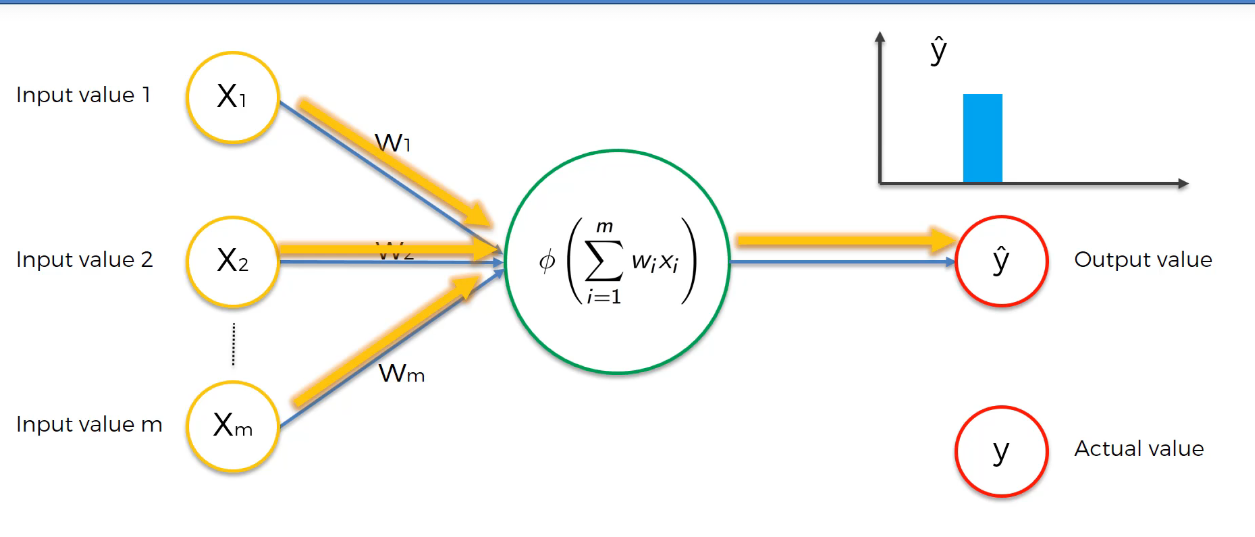 ŷ
Input value 1
X₁
W₁
Input value 2
X₂
W₂
ϕ(∑ᵢ₌₁ᵐ wᵢxᵢ)
ŷ
Output value
Wₘ
Input value m
Xₘ
y
Actual value